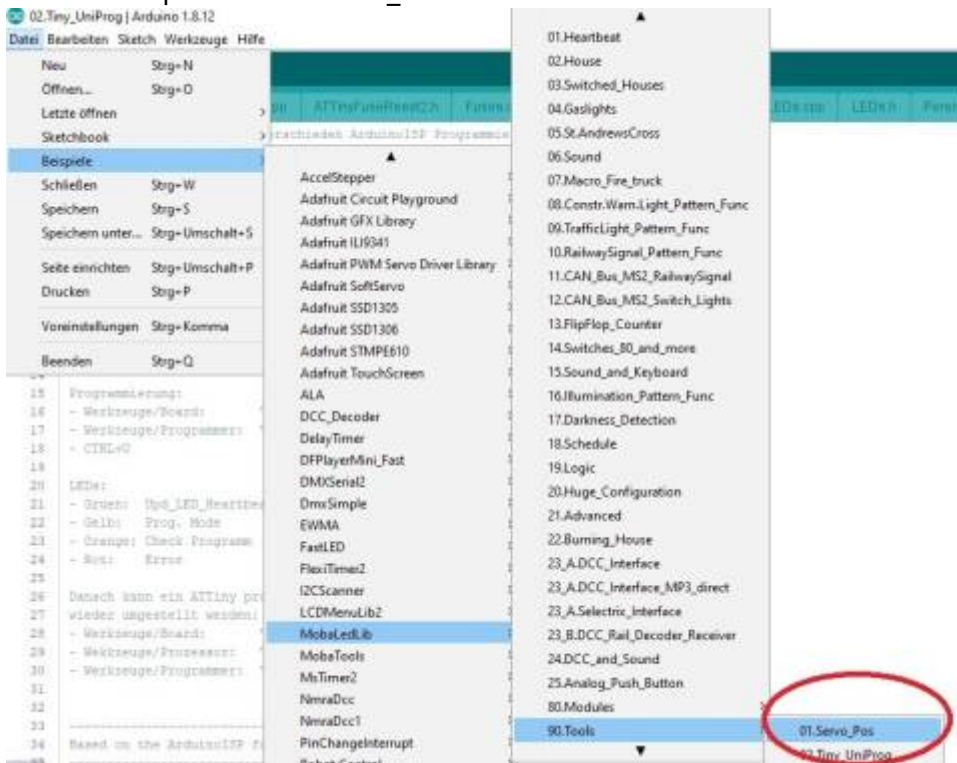 02.Tiny_UniProg | Arduino 1.8.12
Datei Bearbeiten Sketch Werkzeuge Hilfe
Neu Strg+N
Öffnen... Strg+O
Letzte öffnen
Sketchbook
Beispiele
Schließen Strg+W
Speichern Strg+S
Speichern unter... Strg+Umschalt+S
Seite einrichten Strg+Umschalt+P
Drucken Strg+P
Voreinstellungen Strg+Komma
Beenden Strg+Q
AccelStepper
Adafruit Circuit Playground
Adafruit GFX Library
Adafruit ILI9341
Adafruit PWM Servo Driver Library
Adafruit SoftServo
Adafruit SSD1305
Adafruit SSD1306
Adafruit STMPE610
Adafruit TouchScreen
ALA
DCC_Decoder
DelayTimer
DFPlayerMini_Fast
DMXSerial2
DmxSimple
EWMA
FastLED
FlexiTimer2
I2CScanner
LCDMenuLib2
MobaLedLib
MobaTools
MsTimer2
NmraDcc
NmraDcc1
PinChangeInterrupt
Robot Control
01.Heartbeat
02.House
03.Switched_Houses
04.Gaslights
05.St.AndrewsCross
06.Sound
07.Macro_Fire_truck
08.Constr.Warn.Light_Pattern_Func
09.TrafficLight_Pattern_Func
10.RailwaySignal_Pattern_Func
11.CAN_Bus_MS2_RailwaySignal
12.CAN_Bus_MS2_Switch_Lights
13.FlipFlop_Counter
14.Switches_80_and_more
15.Sound_and_Keyboard
16.Illumination_Pattern_Func
17.Darkness_Detection
18.Schedule
19.Logic
20.Huge_Configuration
21.Advanced
22.Burning_House
23_A.DCC_Interface
23_A.DCC_Interface_MP3_direct
23_A.Selectrix_Interface
23_B.DCC_Rail_Decoder_Receiver
24.DCC_and_Sound
25.Analog_Push_Button
80.Modules
90.Tools
01.Servo_Pos
02.Tiny_UniProg
LEDs.cpp LEDs.h
ArduinoISP
15 Programmierung:
16 - Werkzeuge/Board:
17 - Werkzeuge/Programmer:
18 - CTRL+U
19
20 LEDs:
21 - Gruen: Upd_LED_Heartbea
22 - Gelb: Prog. Mode
23 - Orange: Check Programm
24 - Rot: Error
25
26 Danach kann ein ATTiny pro
27 wieder umgestellt werden:
28 - Werkzeuge/Board:
29 - Werkzeuge/Prozessor:
30 - Werkzeuge/Programmer:
31
32
33
34 Based on the ArduinoISP